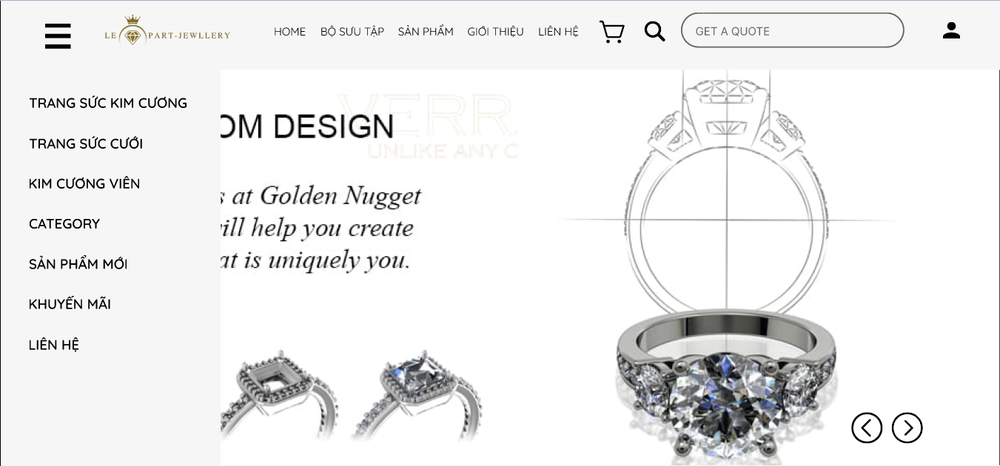 LE PART-JEWLLERY
HOME BỘ SƯU TẬP SẢN PHẨM GIỚI THIỆU LIÊN HỆ GET A QUOTE
TRANG SỨC KIM CƯƠNG
TRANG SỨC CƯỚI
KIM CƯƠNG VIÊN
CATEGORY
SẢN PHẨM MỚI
KHUYẾN MÃI
LIÊN HỆ
VERR
OM DESIGN
UNLIKE ANY C
s at Golden Nugget
ill help you create
at is uniquely you.